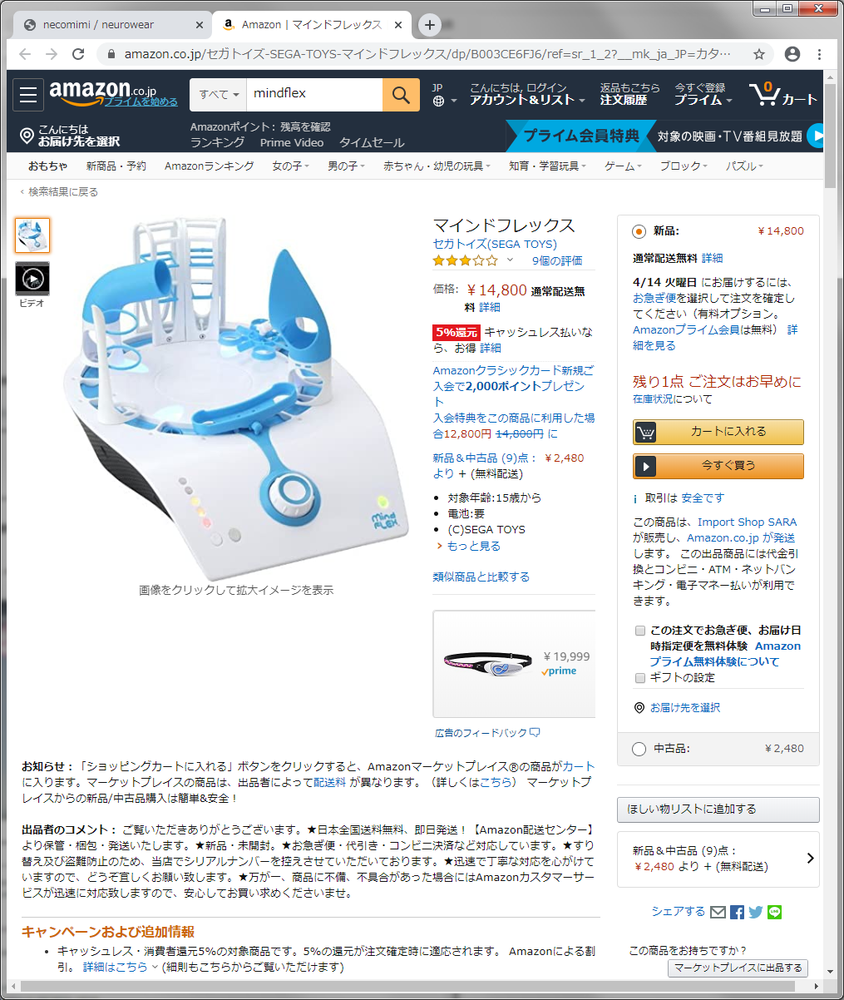 necomimi / neurowear
Amazon | マインドフレックス
amazon.co.jp/セガトイズ-SEGA-TOYS-マインドフレックス/dp/B003CE6FJ6/ref=sr_1_2?__mk_ja_JP=カタ…
amazon.co.jp
プライムを始める
すべて
mindflex
JP
こんにちは, ログイン
アカウント&リスト
返品もこちら
注文履歴
今すぐ登録
プライム
0
カート
こんにちは
お届け先を選択
Amazonポイント: 残高を確認
ランキング Prime Video タイムセール
プライム会員特典 対象の映画・TV番組見放題
おもちゃ 新商品・予約 Amazonランキング 女の子 男の子 赤ちゃん・幼児の玩具 知育・学習玩具 ゲーム ブロック パズル
‹ 検索結果に戻る
ビデオ
mind FLEX
画像をクリックして拡大イメージを表示
マインドフレックス
セガトイズ(SEGA TOYS)
9個の評価
価格: ￥14,800 通常配送無
料 詳細
5%還元 キャッシュレス払いな
ら、お得 詳細
Amazonクラシックカード新規ご
入会で2,000ポイントプレゼン
ト
入会特典をこの商品に利用した場
合12,800円 14,800円 に
新品＆中古品 (9)点： ￥2,480
より + (無料配送)
• 対象年齢:15歳から
• 電池:要
• (C)SEGA TOYS
› もっと見る
類似商品と比較する
￥19,999
prime
広告のフィードバック
新品: ￥14,800
通常配送無料 詳細
4/14 火曜日 にお届けするには、
お急ぎ便を選択して注文を確定し
てください（有料オプション。
Amazonプライム会員は無料） 詳
細を見る
残り1点 ご注文はお早めに
在庫状況について
カートに入れる
今すぐ買う
取引は 安全です
この商品は、Import Shop SARA
が販売し、Amazon.co.jp が発送
します。 この出品商品には代金引
換とコンビニ・ATM・ネットバン
キング・電子マネー払いが利用で
きます。
この注文でお急ぎ便、お届け日
時指定便を無料体験 Amazon
プライム無料体験について
ギフトの設定
お届け先を選択
中古品: ￥2,480
ほしい物リストに追加する
新品＆中古品 (9)点：
￥2,480 より + (無料配送)
シェアする
LINE
この商品をお持ちですか？
マーケットプレイスに出品する
お知らせ：「ショッピングカートに入れる」ボタンをクリックすると、Amazonマーケットプレイス®の商品がカート
に入ります。マーケットプレイスの商品は、出品者によって配送料 が異なります。（詳しくはこちら） マーケットプ
レイスからの新品/中古品購入は簡単&安全！
出品者のコメント： ご覧いただきありがとうございます。★日本全国送料無料、即日発送！【Amazon配送センター】
より保管・梱包・発送いたします。★新品・未開封。★お急ぎ便・代引き・コンビニ決済など対応しています。★すり
替え及び盗難防止のため、当店でシリアルナンバーを控えさせていただいております。★迅速で丁寧な対応を心がけて
いますので、どうぞ宜しくお願い致します。★万が一、商品に不備、不具合があった場合にはAmazonカスタマーサー
ビスが迅速に対応致しますので、安心してお買い求めくださいませ。
キャンペーンおよび追加情報
• キャッシュレス・消費者還元5%の対象商品です。5%の還元が注文確定時に適応されます。 Amazonによる割
引。 詳細はこちら (細則もこちらからご覧いただけます)